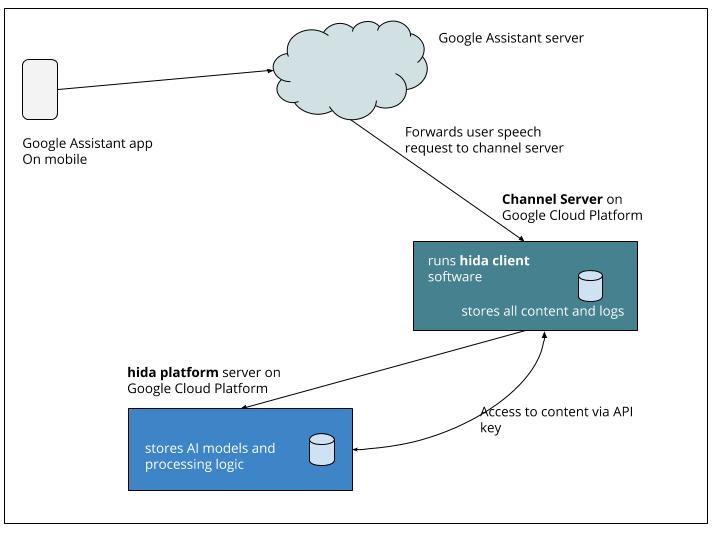 Google Assistant server
Google Assistant app
On mobile
Forwards user speech
request to channel server
Channel Server on
Google Cloud Platform
runs hida client
software
stores all content and logs
hida platform server on
Google Cloud Platform
stores AI models and
processing logic
Access to content via API
key